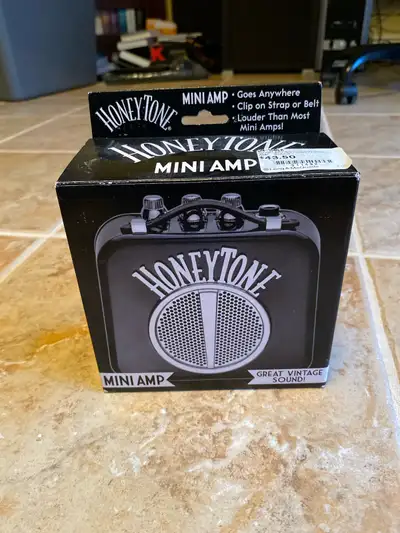 HONEYTONE®
MINI AMP
• Goes Anywhere
• Clip on Strap or Belt
• Louder Than Most
Mini Amps!
HONEYTONE
MINI AMP
$43.50
HONEYTONE
MINI AMP
GREAT VINTAGE
SOUND!